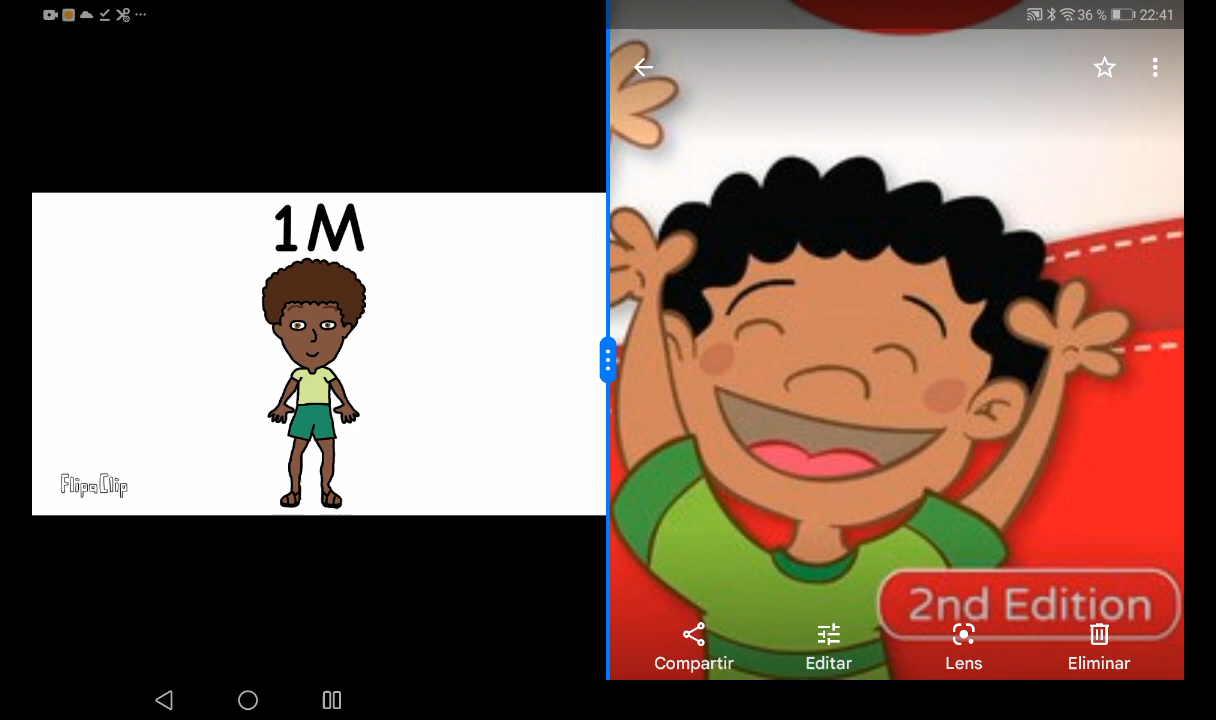 36 % 22:41
1M
FlipaClip
2nd Edition
Compartir Editar Lens Eliminar